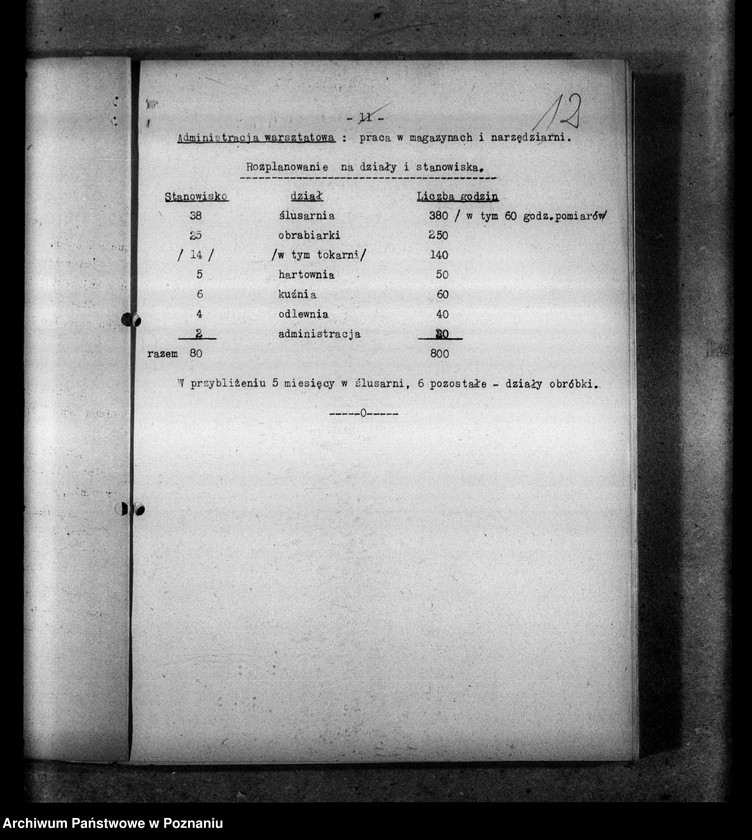 12
- 11 -
Administracja warsztatowa : praca w magazynach i narzędziarni.
Rozplanowanie na działy i stanowiska.
Stanowisko dział Liczba godzin
38 ślusarnia 380 / w tym 60 godz.pomiarów/
25 obrabiarki 250
/ 14 / /w tym tokarni/ 140
5 hartownia 50
6 kuźnia 60
4 odlewnia 40
2 administracja 20
razem 80 800
W przybliżeniu 5 miesięcy w ślusarni, 6 pozostałe - działy obróbki.
-----0-----
Archiwum Państwowe w Poznaniu